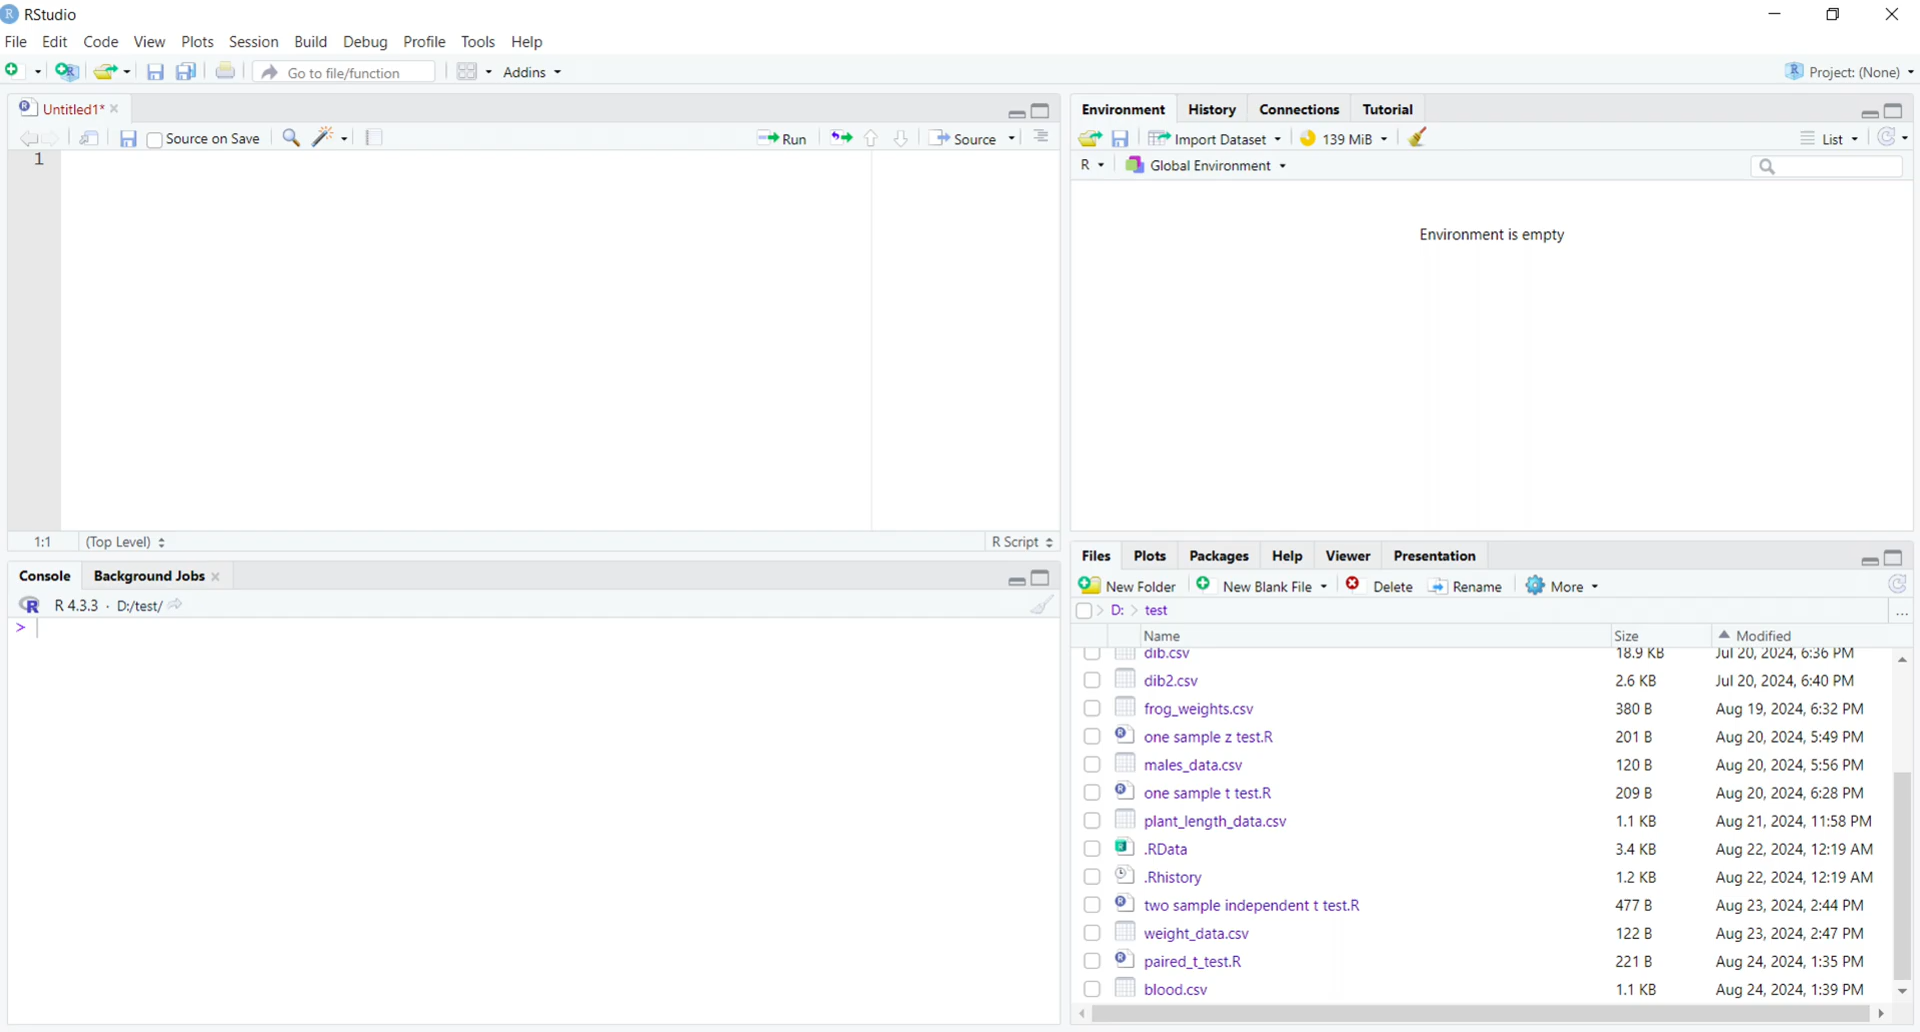 RStudio
File Edit Code View Plots Session Build Debug Profile Tools Help
Go to file/function Addins Project: (None)
Untitled1*
Source on Save Run Source
1
1:1 (Top Level) R Script
Console Background Jobs
R 4.3.3 · D:/test/
>
Environment History Connections Tutorial
Import Dataset 139 MiB List
R Global Environment
Environment is empty
Files Plots Packages Help Viewer Presentation
New Folder New Blank File Delete Rename More
D: > test ...
Name Size Modified
dib.csv 18.9 KB Jul 20, 2024, 6:36 PM
dib2.csv 2.6 KB Jul 20, 2024, 6:40 PM
frog_weights.csv 380 B Aug 19, 2024, 6:32 PM
one sample z test.R 201 B Aug 20, 2024, 5:49 PM
males_data.csv 120 B Aug 20, 2024, 5:56 PM
one sample t test.R 209 B Aug 20, 2024, 6:28 PM
plant_length_data.csv 1.1 KB Aug 21, 2024, 11:58 PM
.RData 3.4 KB Aug 22, 2024, 12:19 AM
.Rhistory 1.2 KB Aug 22, 2024, 12:19 AM
two sample independent t test.R 477 B Aug 23, 2024, 2:44 PM
weight_data.csv 122 B Aug 23, 2024, 2:47 PM
paired_t_test.R 221 B Aug 24, 2024, 1:35 PM
blood.csv 1.1 KB Aug 24, 2024, 1:39 PM